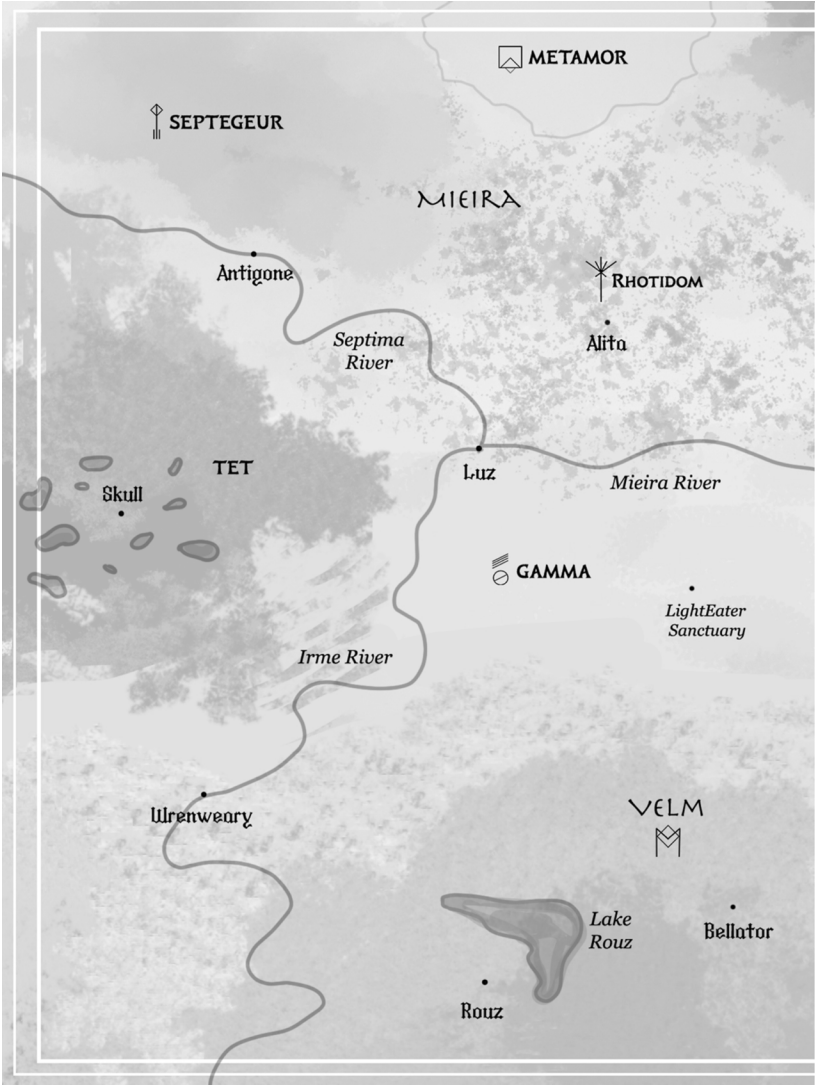 METAMOR
SEPTEGEUR
MIEIRA
RHOTIDOM
Antigone
Alita
Septima
River
TET
Luz
Mieira River
Skull
GAMMA
LightEater
Sanctuary
Irme River
Wrenweary
VELM
Lake
Rouz
Bellator
Rouz